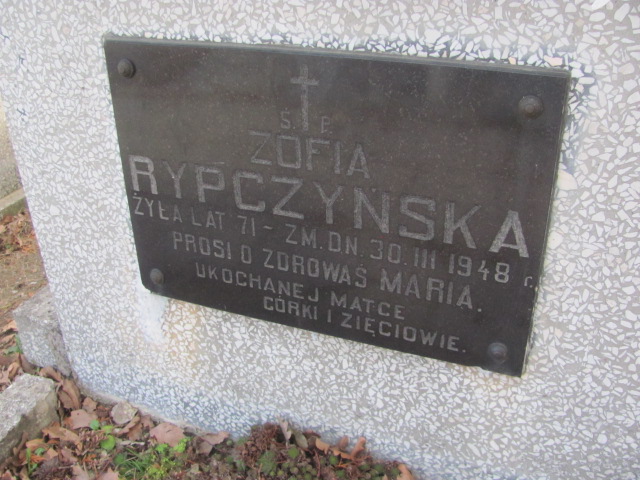 Ś. P.
ZOFIA
RYPCZYŃSKA
ŻYŁA LAT 71 - ZM. DN. 30. III 1948 r.
PROSI O ZDROWAŚ MARIA.
UKOCHANEJ MATCE
CÓRKI I ZIĘCIOWIE.